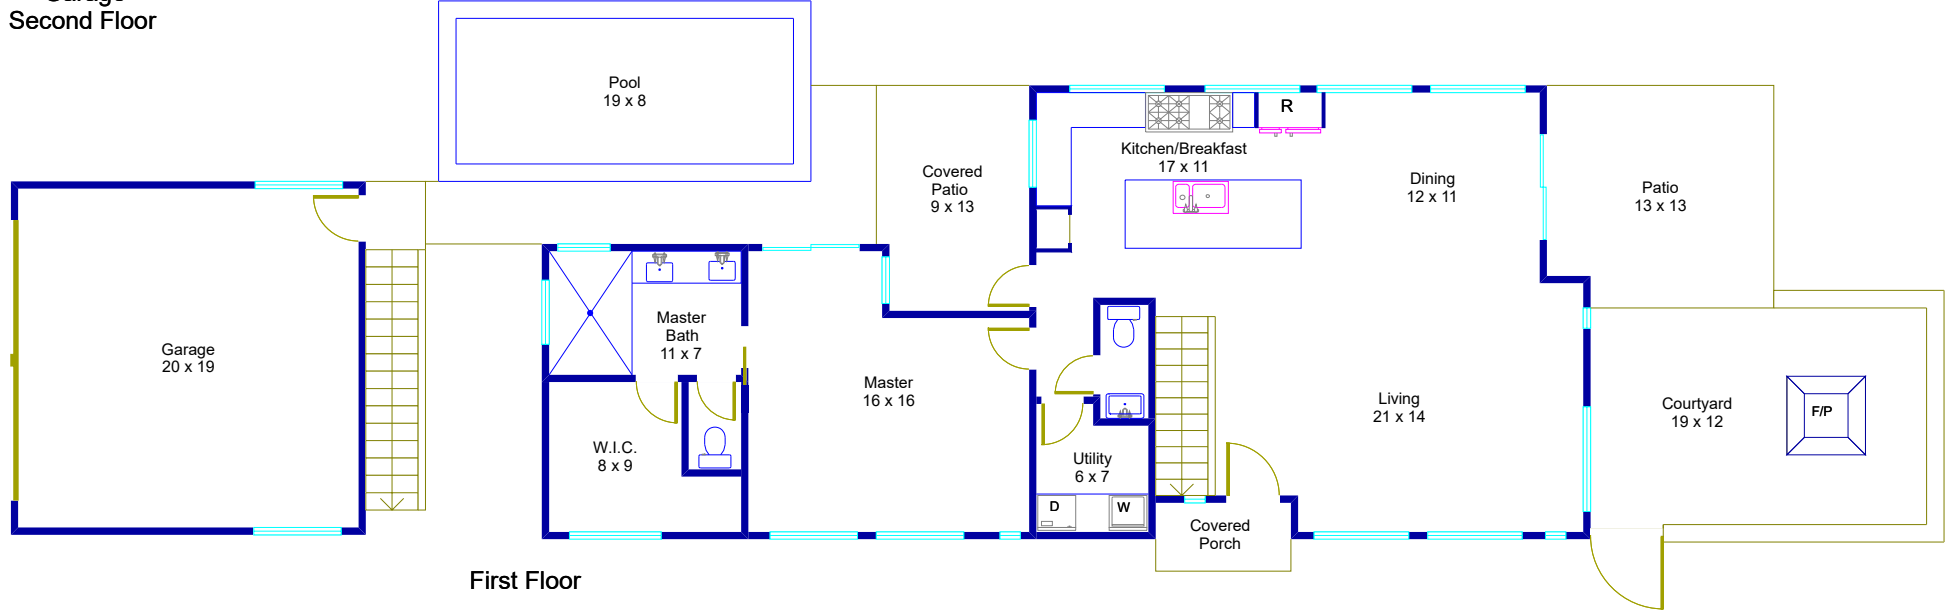 Garage
Second Floor
Pool
19 x 8
R
Kitchen/Breakfast
17 x 11
Covered
Patio
9 x 13
Dining
12 x 11
Patio
13 x 13
Master
Bath
11 x 7
Garage
20 x 19
Master
16 x 16
Living
21 x 14
Courtyard
19 x 12
F/P
W.I.C.
8 x 9
Utility
6 x 7
D
W
Covered
Porch
First Floor